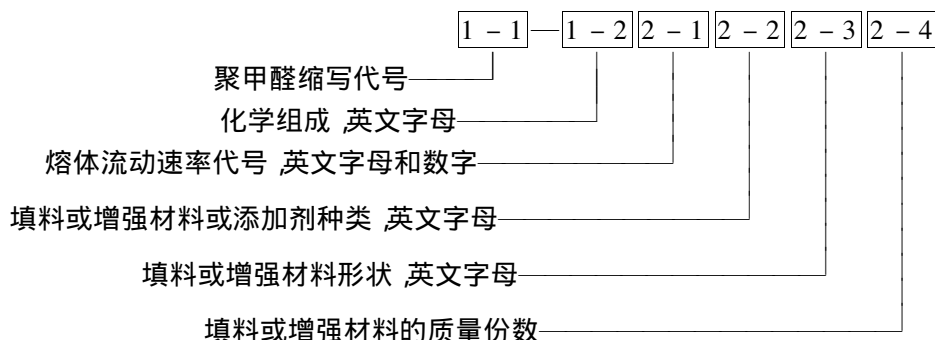 1 - 1—1 - 2 2 - 1 2 - 2 2 - 3 2 - 4
聚甲醛缩写代号
化学组成,英文字母
熔体流动速率代号,英文字母和数字
填料或增强材料或添加剂种类,英文字母
填料或增强材料形状,英文字母
填料或增强材料的质量份数